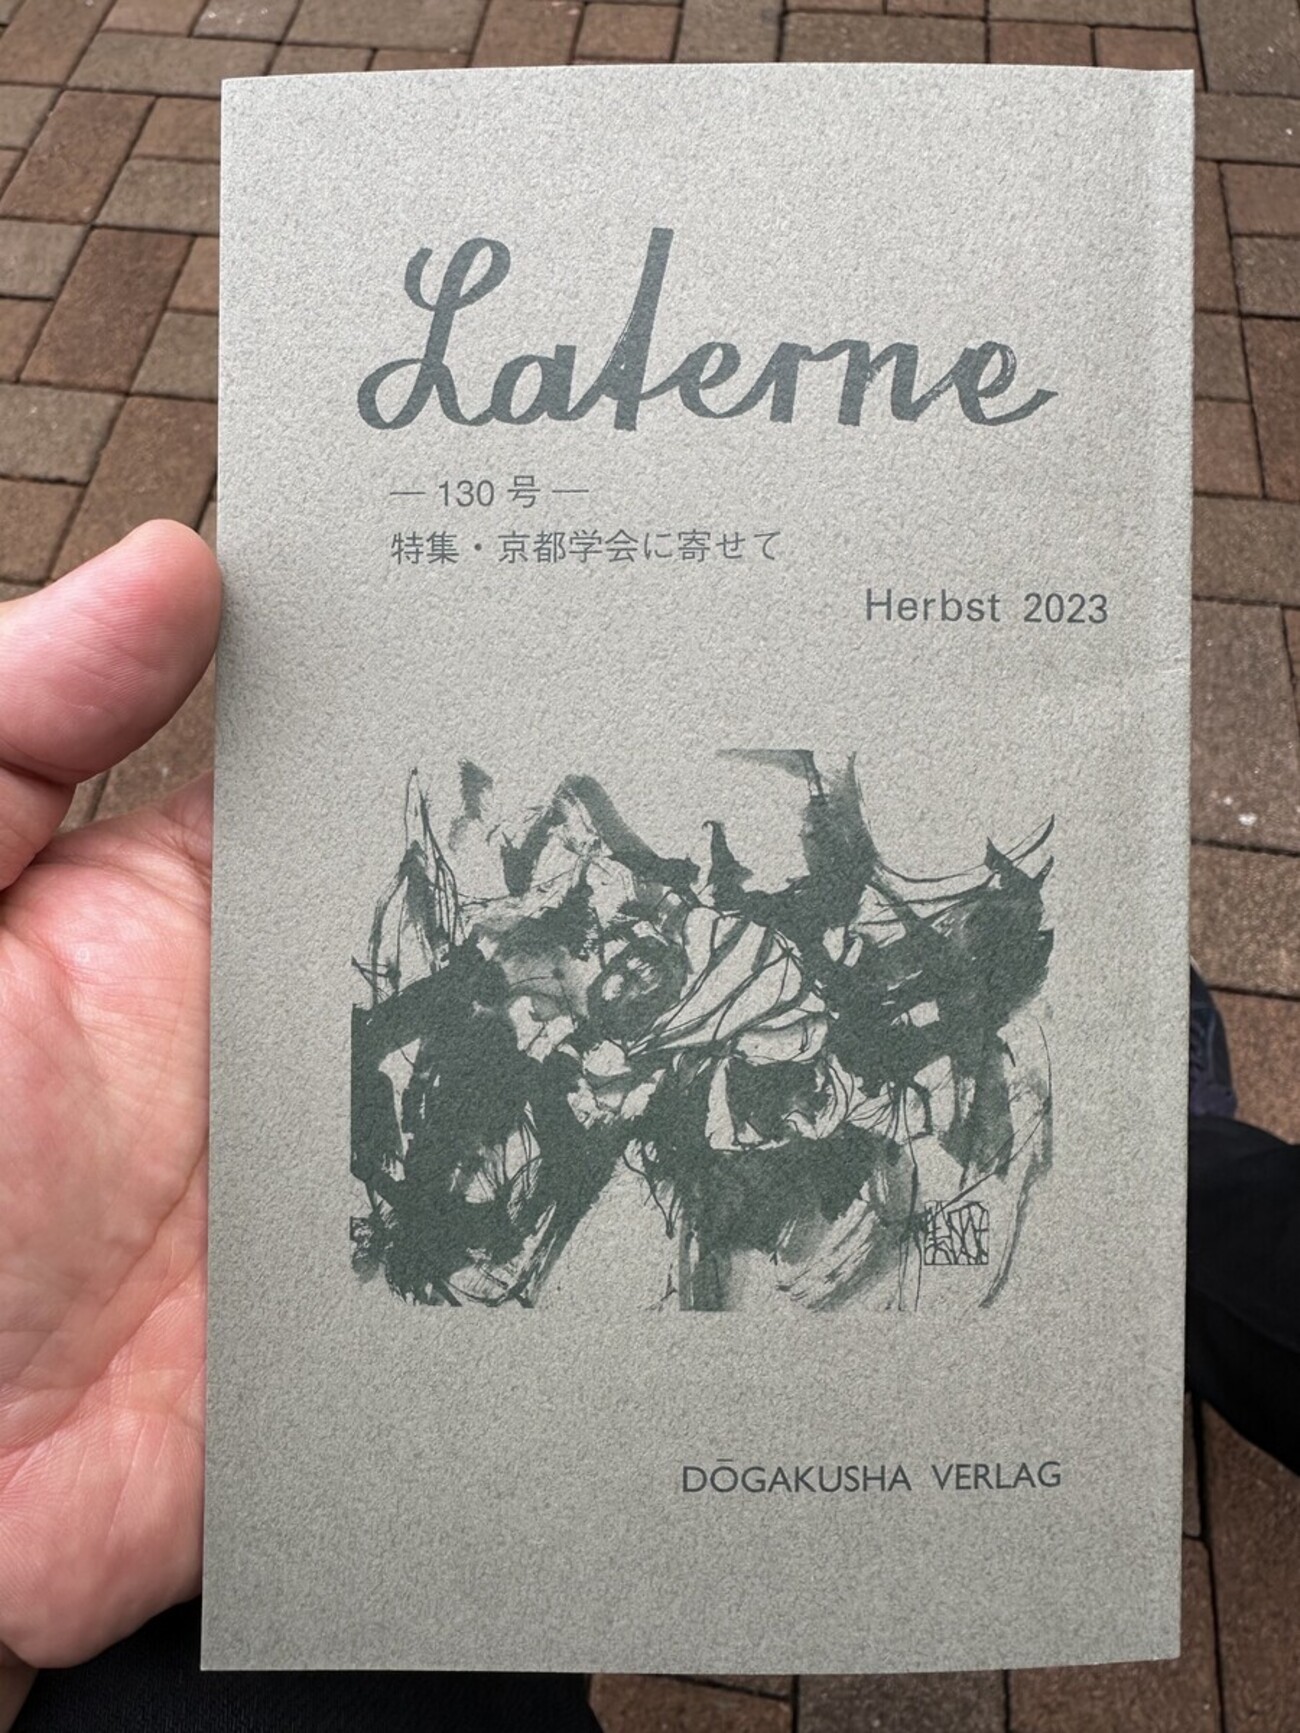 Laterne
― 130 号 ―
特集・京都学会に寄せて
Herbst 2023
DŌGAKUSHA VERLAG